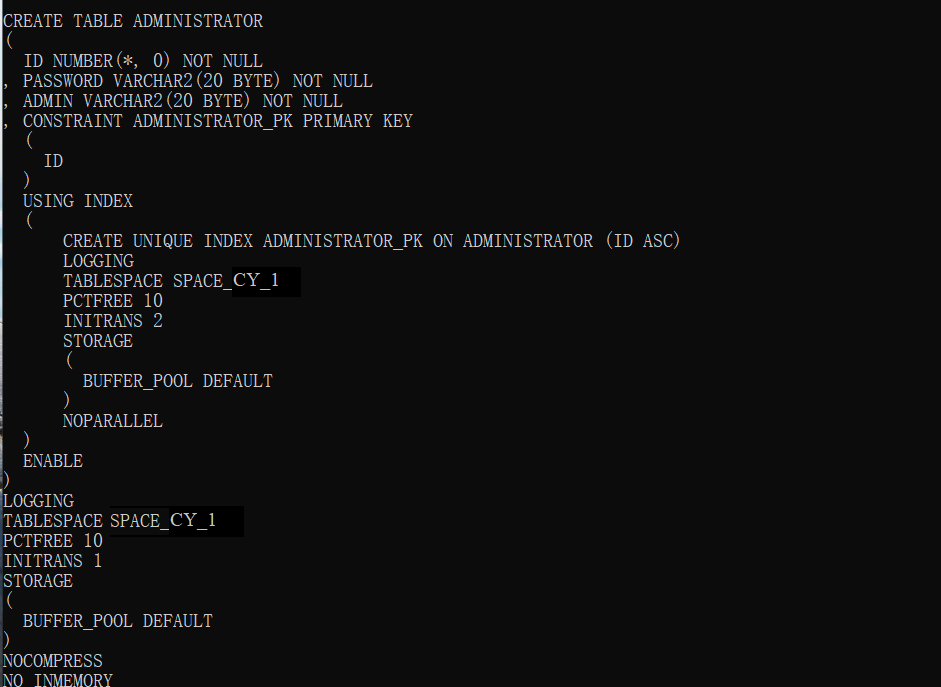 CREATE TABLE ADMINISTRATOR
(
ID NUMBER(*, 0) NOT NULL
, PASSWORD VARCHAR2(20 BYTE) NOT NULL
, ADMIN VARCHAR2(20 BYTE) NOT NULL
, CONSTRAINT ADMINISTRATOR_PK PRIMARY KEY
(
ID
)
USING INDEX
(
CREATE UNIQUE INDEX ADMINISTRATOR_PK ON ADMINISTRATOR (ID ASC)
LOGGING
TABLESPACE SPACE_CY_1
PCTFREE 10
INITRANS 2
STORAGE
(
BUFFER_POOL DEFAULT
)
NOPARALLEL
)
ENABLE
)
LOGGING
TABLESPACE SPACE_CY_1
PCTFREE 10
INITRANS 1
STORAGE
(
BUFFER_POOL DEFAULT
)
NOCOMPRESS
NO INMEMORY